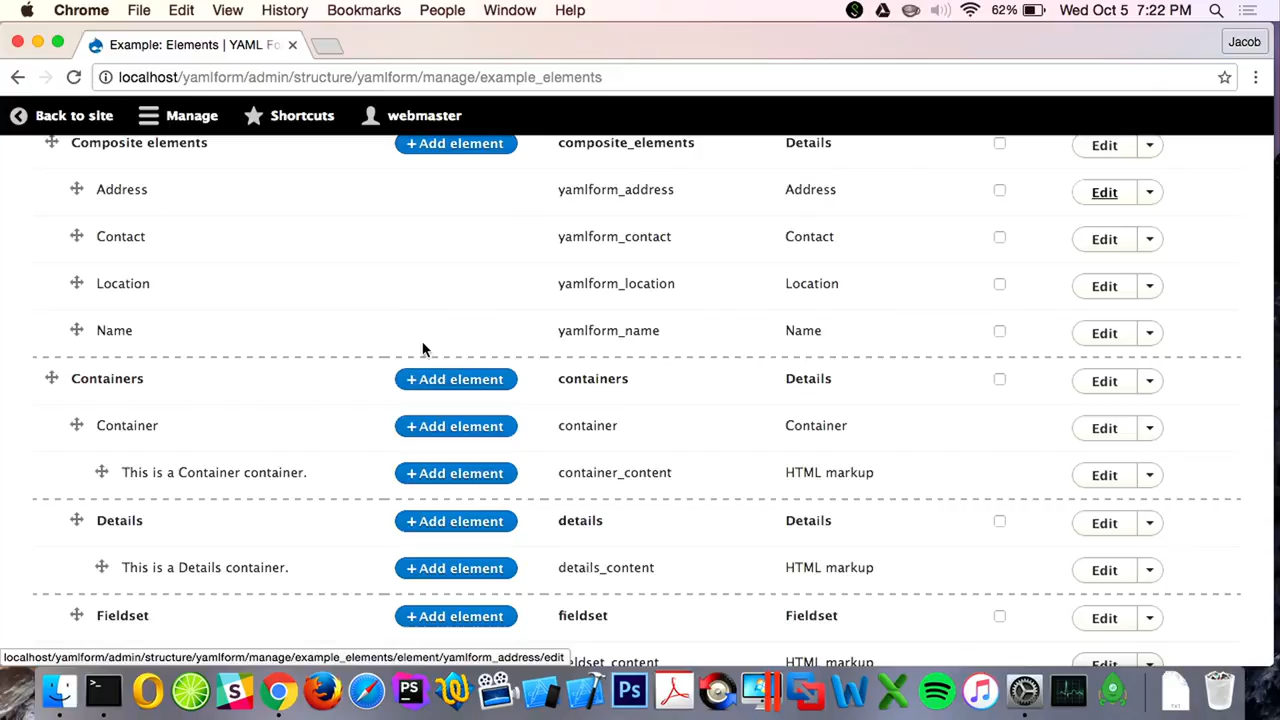 Chrome File Edit View History Bookmarks People Window Help 62% Wed Oct 5 7:22 PM
Example: Elements | YAML Fo
Jacob
localhost/yamlform/admin/structure/yamlform/manage/example_elements
Back to site Manage Shortcuts webmaster
Composite elements +Add element composite_elements Details Edit
Address yamlform_address Address Edit
Contact yamlform_contact Contact Edit
Location yamlform_location Location Edit
Name yamlform_name Name Edit
Containers +Add element containers Details Edit
Container +Add element container Container Edit
This is a Container container. +Add element container_content HTML markup Edit
Details +Add element details Details Edit
This is a Details container. +Add element details_content HTML markup Edit
Fieldset +Add element fieldset Fieldset Edit
localhost/yamlform/admin/structure/yamlform/manage/example_elements/element/yamlform_address/edit
HTML markup Edit
Ps